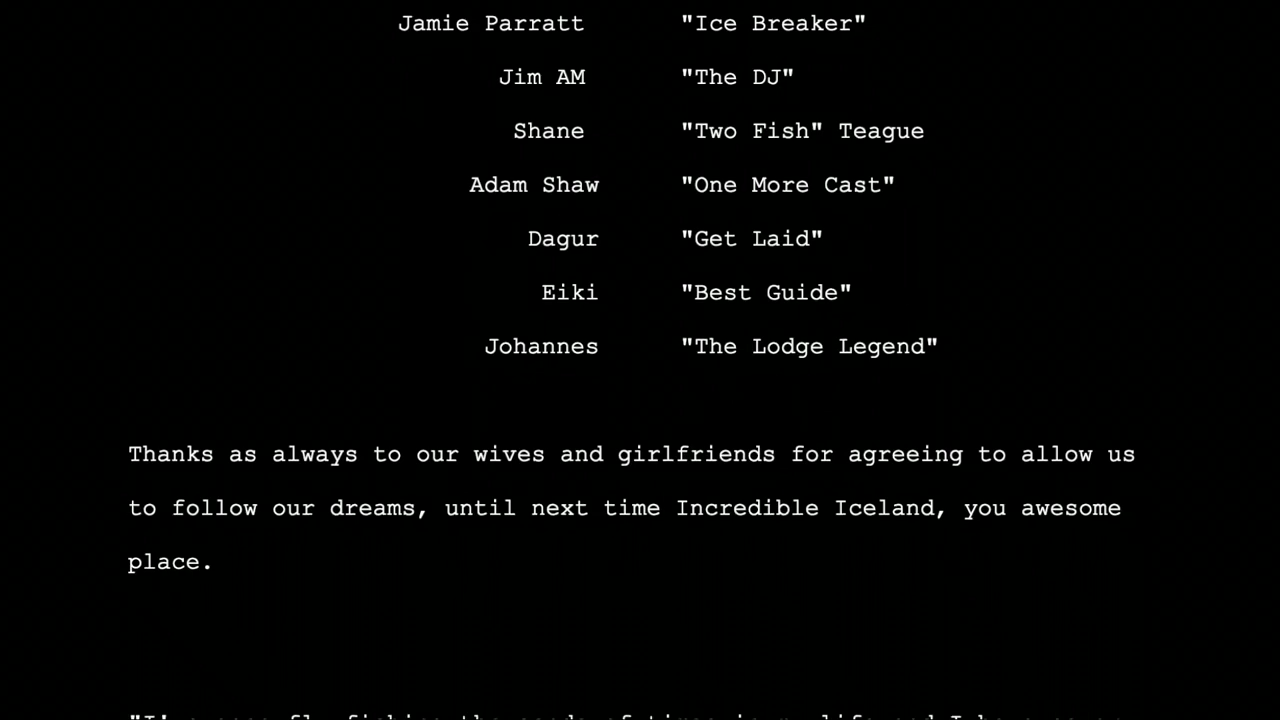 Jamie Parratt "Ice Breaker"
Jim AM "The DJ"
Shane "Two Fish" Teague
Adam Shaw "One More Cast"
Dagur "Get Laid"
Eiki "Best Guide"
Johannes "The Lodge Legend"
Thanks as always to our wives and girlfriends for agreeing to allow us
to follow our dreams, until next time Incredible Iceland, you awesome
place.